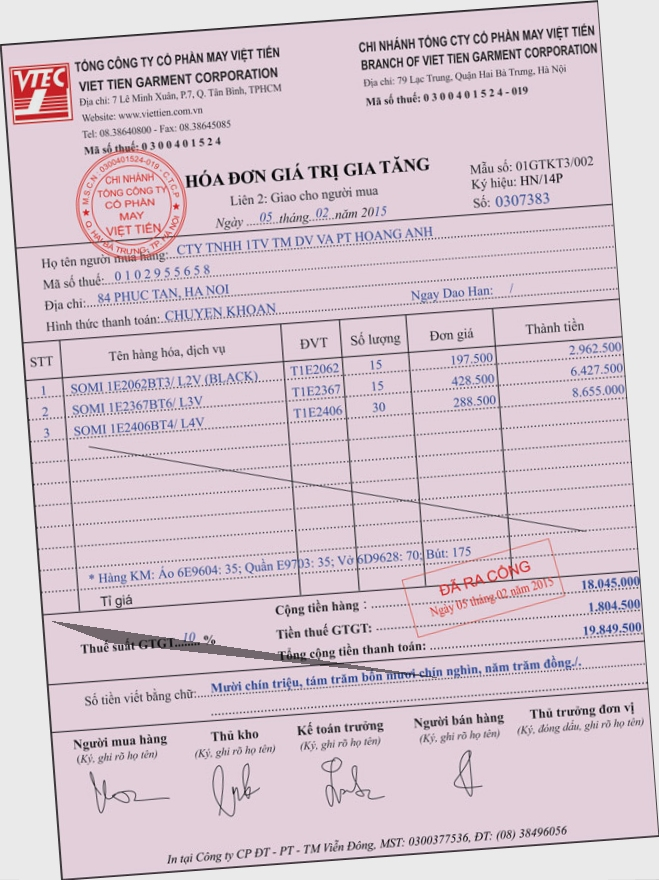 VTEC
TỔNG CÔNG TY CỔ PHẦN MAY VIỆT TIẾN
VIET TIEN GARMENT CORPORATION
Địa chỉ: 7 Lê Minh Xuân, P.7, Q. Tân Bình, TPHCM
Website: www.viettien.com.vn
Tel: 08.38640800 - Fax: 08.38645085
Mã số thuế: 0 3 0 0 4 0 1 5 2 4
CHI NHÁNH TỔNG CTY CỔ PHẦN MAY VIỆT TIẾN
BRANCH OF VIET TIEN GARMENT CORPORATION
Địa chỉ: 79 Lạc Trung, Quận Hai Bà Trưng, Hà Nội
Mã số thuế: 0 3 0 0 4 0 1 5 2 4 - 019
M.S.C.N: 0300401524-019 - C.T.C.P
CHI NHÁNH
TỔNG CÔNG TY
CỔ PHẦN
MAY
VIỆT TIẾN
Q. HAI BÀ TRƯNG, TP. HÀ NỘI
HÓA ĐƠN GIÁ TRỊ GIA TĂNG
Liên 2: Giao cho người mua
Ngày ....05..tháng..02..năm 2015
Mẫu số: 01GTKT3/002
Ký hiệu: HN/14P
Số: 0307383
Họ tên người mua hàng: CTY TNHH 1TV TM DV VA PT HOANG ANH
Mã số thuế: 0 1 0 2 9 5 5 6 5 8
Địa chỉ: 84 PHUC TAN, HA NOI
Hình thức thanh toán: CHUYEN KHOAN Ngay Dao Han: /
STT Tên hàng hóa, dịch vụ ĐVT Số lượng Đơn giá Thành tiền
1 SOMI 1E2062BT3/ L2V (BLACK) T1E2062 15 197.500 2.962.500
2 SOMI 1E2367BT6/ L3V T1E2367 15 428.500 6.427.500
3 SOMI 1E2406BT4/ L4V T1E2406 30 288.500 8.655.000
* Hàng KM: Áo 6E9604: 35; Quần E9703: 35; Vở 6D9628: 70; Bút: 175
Tỉ giá
ĐÃ RA CỔNG
Ngày 05 tháng 02 năm 2015
Cộng tiền hàng : 18.045.000
Thuế suất GTGT...10.... % Tiền thuế GTGT: 1.804.500
Tổng cộng tiền thanh toán: 19.849.500
Số tiền viết bằng chữ: Mười chín triệu, tám trăm bốn mươi chín nghìn, năm trăm đồng./.
Người mua hàng Thủ kho Kế toán trưởng Người bán hàng Thủ trưởng đơn vị
(Ký, ghi rõ họ tên) (Ký, ghi rõ họ tên) (Ký, ghi rõ họ tên) (Ký, ghi rõ họ tên) (Ký, đóng dấu, ghi rõ họ tên)
In tại Công ty CP ĐT - PT - TM Viễn Đông, MST: 0300377536, ĐT: (08) 38496056